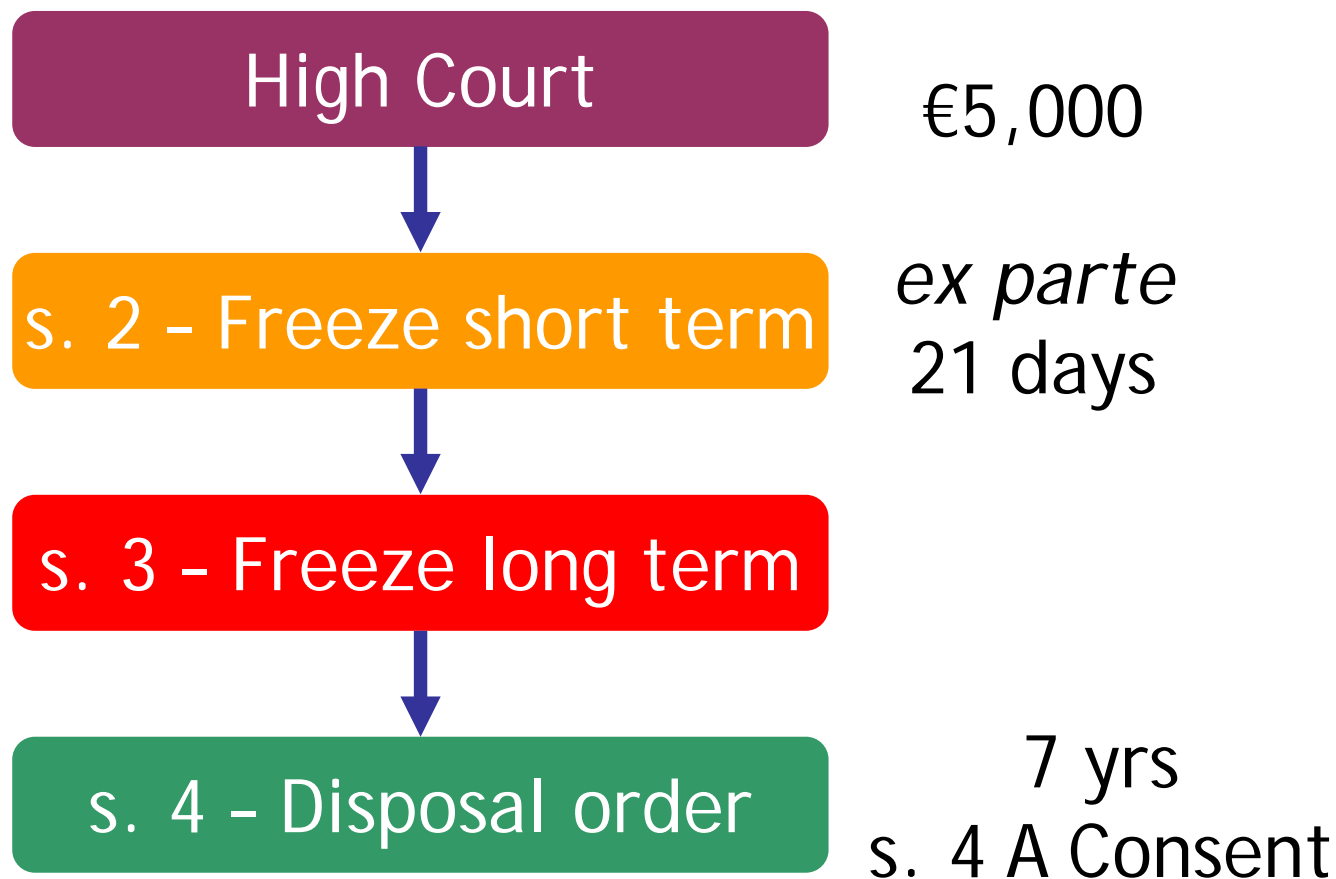 High Court
€5,000
s. 2 – Freeze short term
ex parte
21 days
s. 3 – Freeze long term
s. 4 – Disposal order
7 yrs
s. 4 A Consent